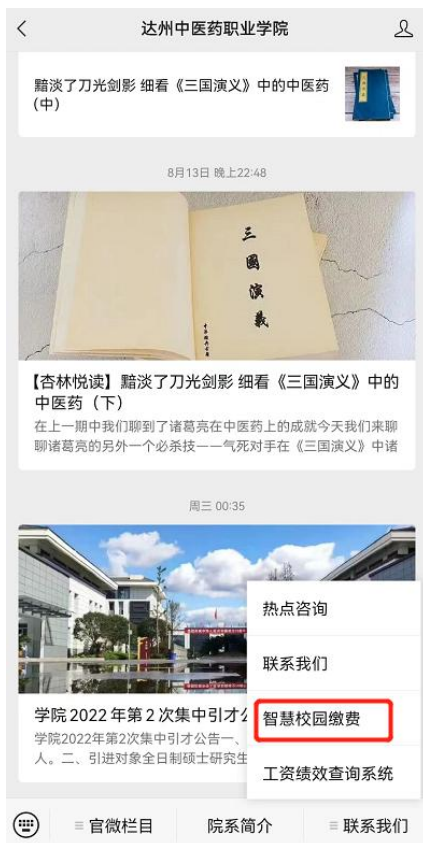 达州中医药职业学院
黯淡了刀光剑影 细看《三国演义》中的中医药
（中）
8月13日 晚上22:48
三國演義
【杏林悦读】黯淡了刀光剑影 细看《三国演义》中的
中医药（下）
在上一期中我们聊到了诸葛亮在中医药上的成就今天我们来聊
聊诸葛亮的另外一个必杀技——气死对手在《三国演义》中诸
周三 00:35
热点咨询
联系我们
智慧校园缴费
工资绩效查询系统
学院2022年第2次集中引才
学院2022年第2次集中引才公告一、
人。二、引进对象全日制硕士研究生
官微栏目
院系简介
联系我们